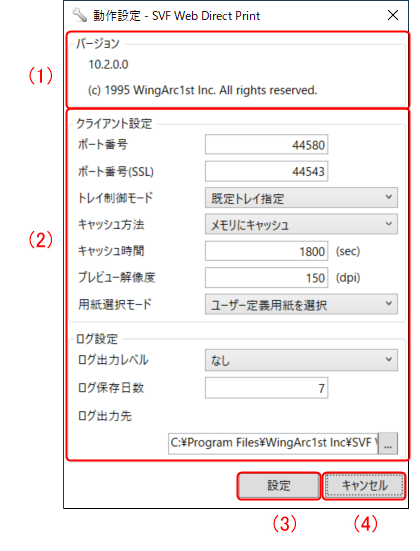 動作設定 - SVF Web Direct Print
バージョン
(1)
10.2.0.0
(c) 1995 WingArc1st Inc. All rights reserved.
クライアント設定
ポート番号 44580
ポート番号(SSL) 44543
トレイ制御モード 既定トレイ指定
(2)
キャッシュ方法 メモリにキャッシュ
キャッシュ時間 1800 (sec)
プレビュー解像度 150 (dpi)
用紙選択モード ユーザー定義用紙を選択
ログ設定
ログ出力レベル なし
ログ保存日数 7
ログ出力先
C:¥Program Files¥WingArc1st Inc¥SVF ...
設定 キャンセル
(3) (4)